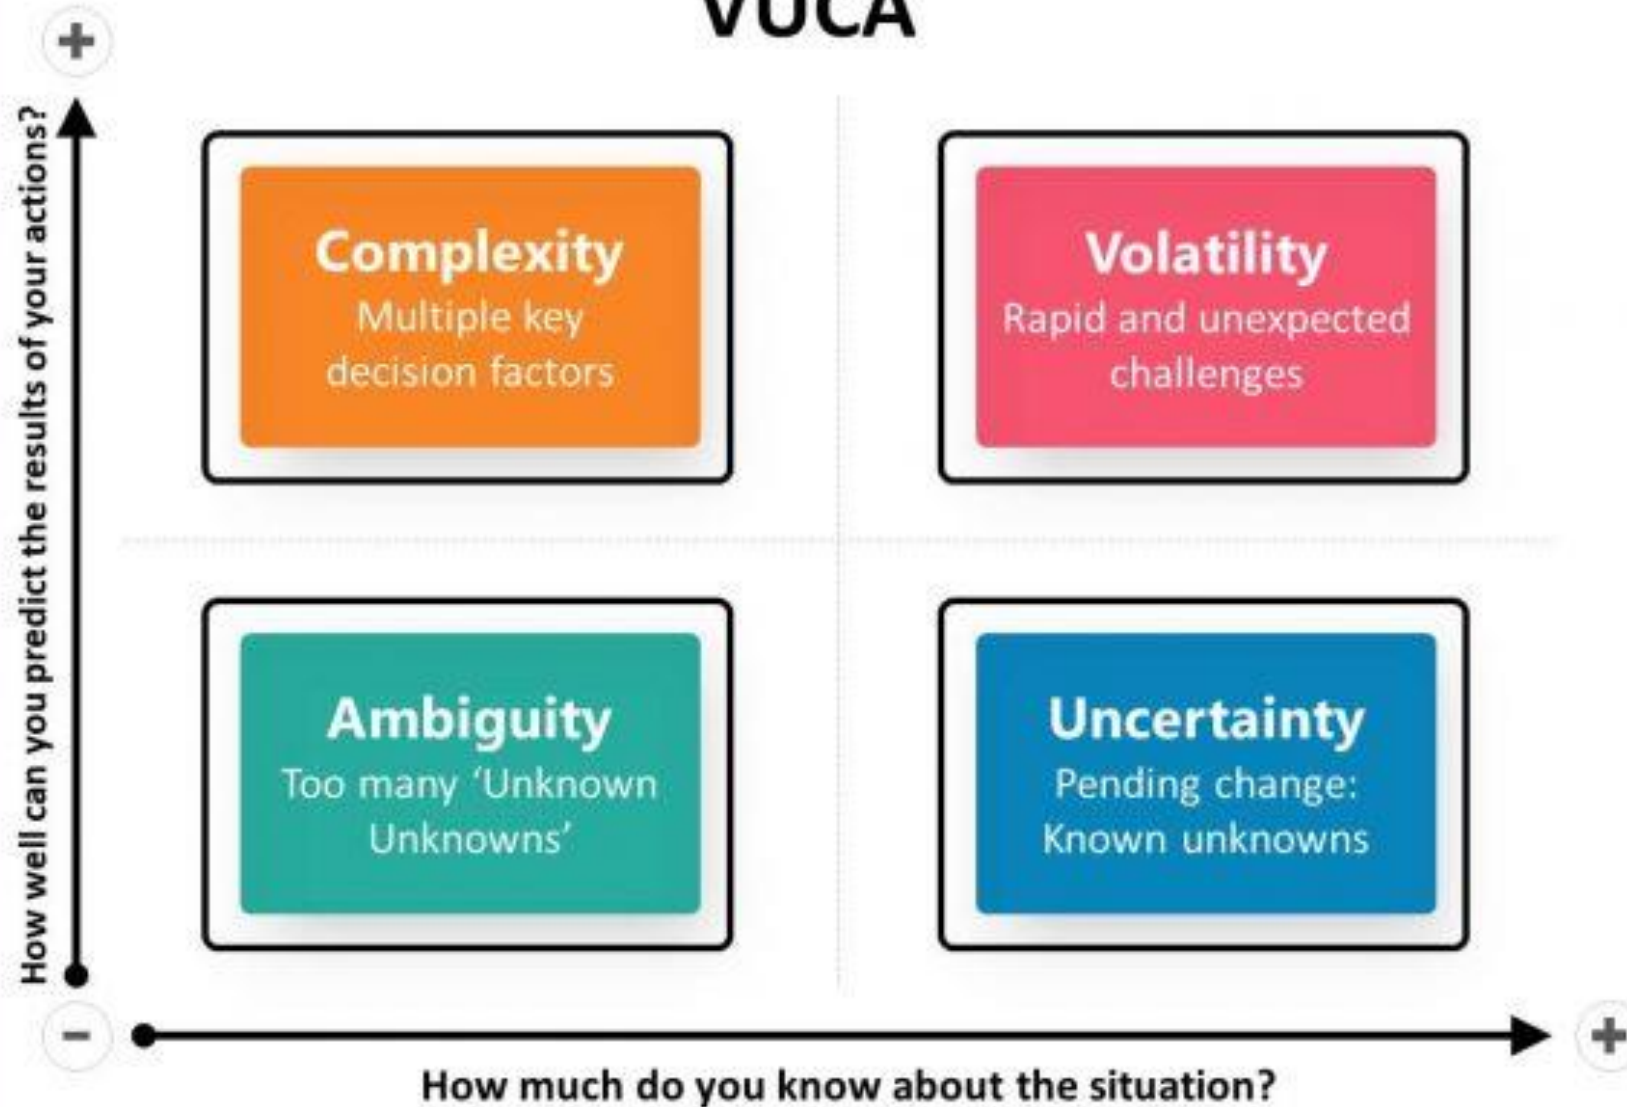 VUCA
+
How well can you predict the results of your actions?
Complexity
Multiple key
decision factors
Volatility
Rapid and unexpected
challenges
Ambiguity
Too many ‘Unknown
Unknowns’
Uncertainty
Pending change:
Known unknowns
−
+
How much do you know about the situation?